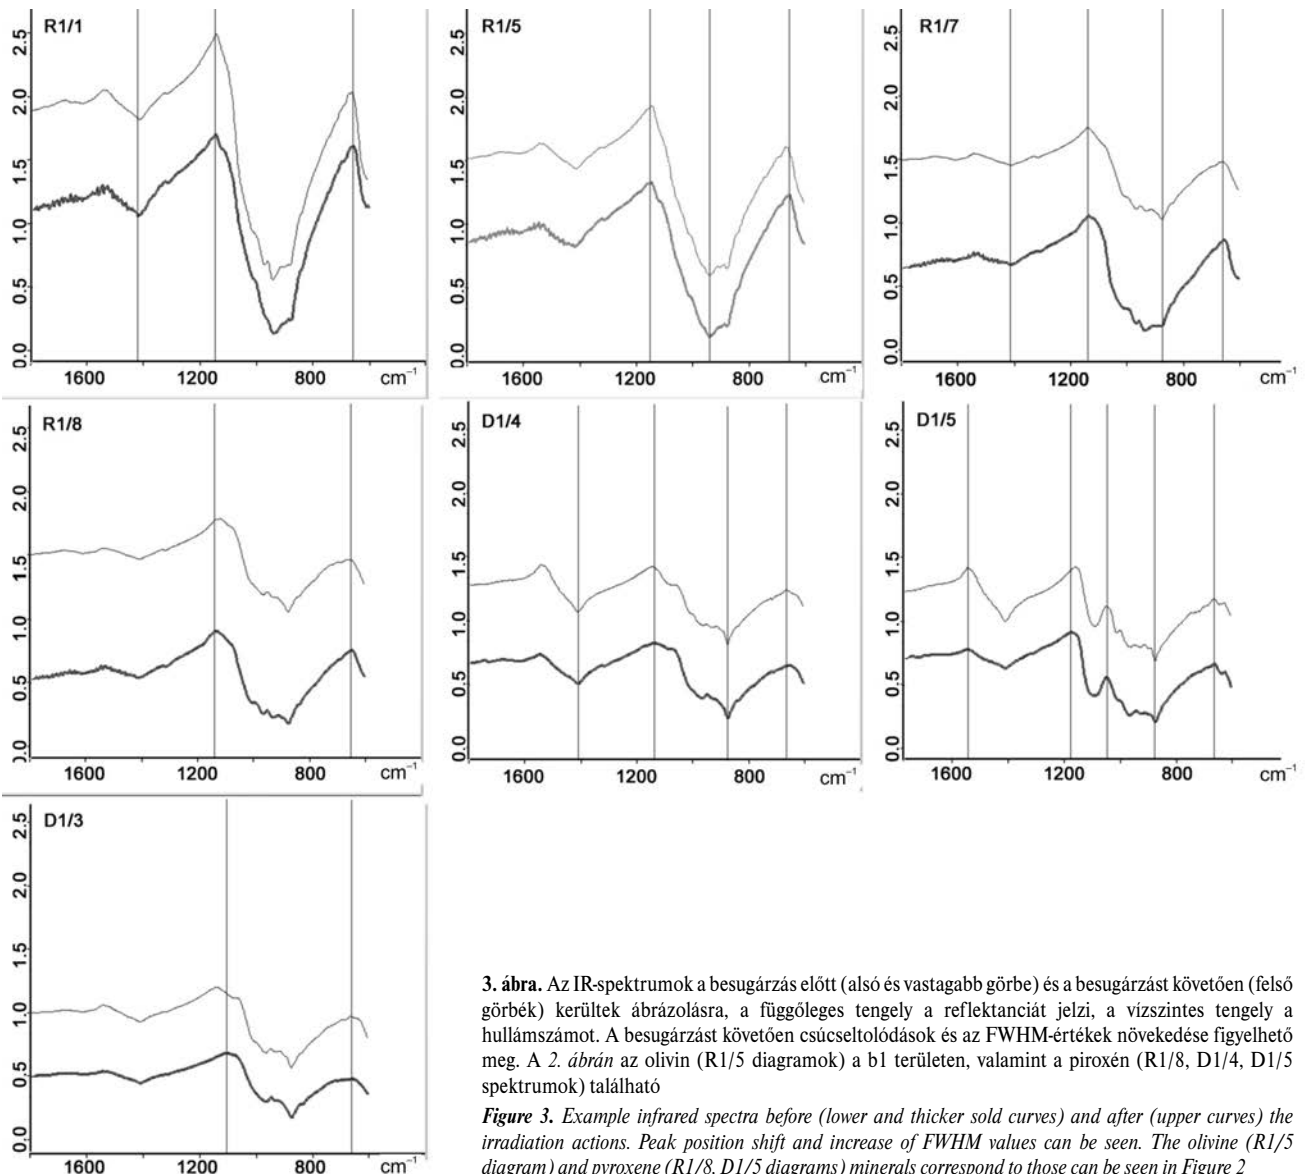 R1/1
2.5
2.0
1.5
1.0
0.5
0.0
1600 1200 800 cm⁻¹
R1/5
2.5
2.0
1.5
1.0
0.5
0.0
1600 1200 800 cm⁻¹
R1/7
2.5
2.0
1.5
1.0
0.5
0.0
1600 1200 800 cm⁻¹
R1/8
2.5
2.0
1.5
1.0
0.5
0.0
1600 1200 800 cm⁻¹
D1/4
2.5
2.0
1.5
1.0
0.5
0.0
1600 1200 800 cm⁻¹
D1/5
2.5
2.0
1.5
1.0
0.5
0.0
1600 1200 800 cm⁻¹
D1/3
2.5
2.0
1.5
1.0
0.5
0.0
1600 1200 800 cm⁻¹
3. ábra. Az IR-spektrumok a besugárzás előtt (alsó és vastagabb görbe) és a besugárzást követően (felső
görbék) kerültek ábrázolásra, a függőleges tengely a reflektanciát jelzi, a vízszintes tengely a
hullámszámot. A besugárzást követően csúcseltolódások és az FWHM-értékek növekedése figyelhető
meg. A 2. ábrán az olivin (R1/5 diagramok) a b1 területen, valamint a piroxén (R1/8, D1/4, D1/5
spektrumok) található
Figure 3. Example infrared spectra before (lower and thicker sold curves) and after (upper curves) the
irradiation actions. Peak position shift and increase of FWHM values can be seen. The olivine (R1/5
diagram) and pyroxene (R1/8, D1/5 diagrams) minerals correspond to those can be seen in Figure 2